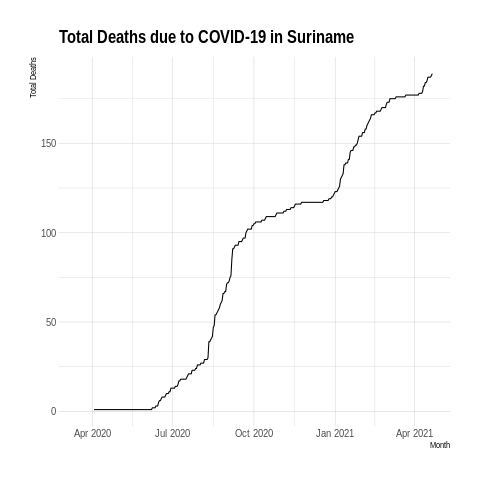 Total Deaths due to COVID-19 in Suriname
Total Deaths
150
100
50
0
Apr 2020 Jul 2020 Oct 2020 Jan 2021 Apr 2021
Month